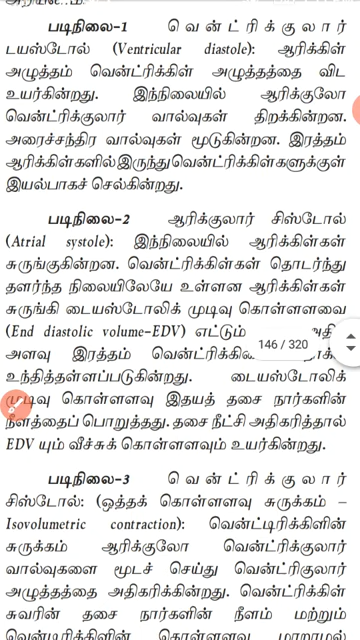 படிநிலை-1 வென்ட்ரிக்குலார்
டயஸ்டோல் (Ventricular diastole): ஆரிக்கிள்
அழுத்தம் வென்ட்ரிக்கிள் அழுத்தத்தை விட
உயர்கின்றது. இந்நிலையில் ஆரிக்குலோ
வென்ட்ரிக்குலார் வால்வுகள் திறக்கின்றன.
அரைச்சந்திர வால்வுகள் மூடுகின்றன. இரத்தம்
ஆரிக்கிள்களில்இருந்துவென்ட்ரிக்கிள்களுக்குள்
இயல்பாகச் செல்கின்றது.
படிநிலை-2 ஆரிக்குலார் சிஸ்டோல்
(Atrial systole): இந்நிலையில் ஆரிக்கிள்கள்
சுருங்குகின்றன. வென்ட்ரிக்கிள்கள் தொடர்ந்து
தளர்ந்த நிலையிலேயே உள்ளன ஆரிக்கிள்கள்
சுருங்கி டையஸ்டோலிக் முடிவு கொள்ளளவை
(End diastolic volume-EDV) எட்டும்
அளவு இரத்தம்
146 / 320
உந்தித்தள்ளப்படுகின்றது. டையஸ்டோலிக்
முடிவு கொள்ளளவு இதயத் தசை நார்களின்
நீளத்தைப் பொறுத்தது. தசை நீட்சி அதிகரித்தால்
EDV யும் வீச்சுக் கொள்ளளவும் உயர்கின்றது.
படிநிலை-3 வென்ட்ரிக்குலார்
சிஸ்டோல்: (ஒத்தக் கொள்ளளவு சுருக்கம் –
Isovolumetric contraction): வென்ட்டிரிக்கிளின்
சுருக்கம் ஆரிக்குலோ வென்ட்ரிக்குலார்
வால்வுகளை மூடச் செய்து வென்ட்ரிகுலார்
அழுத்தத்தை அதிகரிக்கின்றது. வென்ட்ரிக்கிள்
சுவரின் தசை நார்களின் நீளம் மற்றும்
வென்டிரிக்கிளின் கொள்ளளவு மாறாமல்